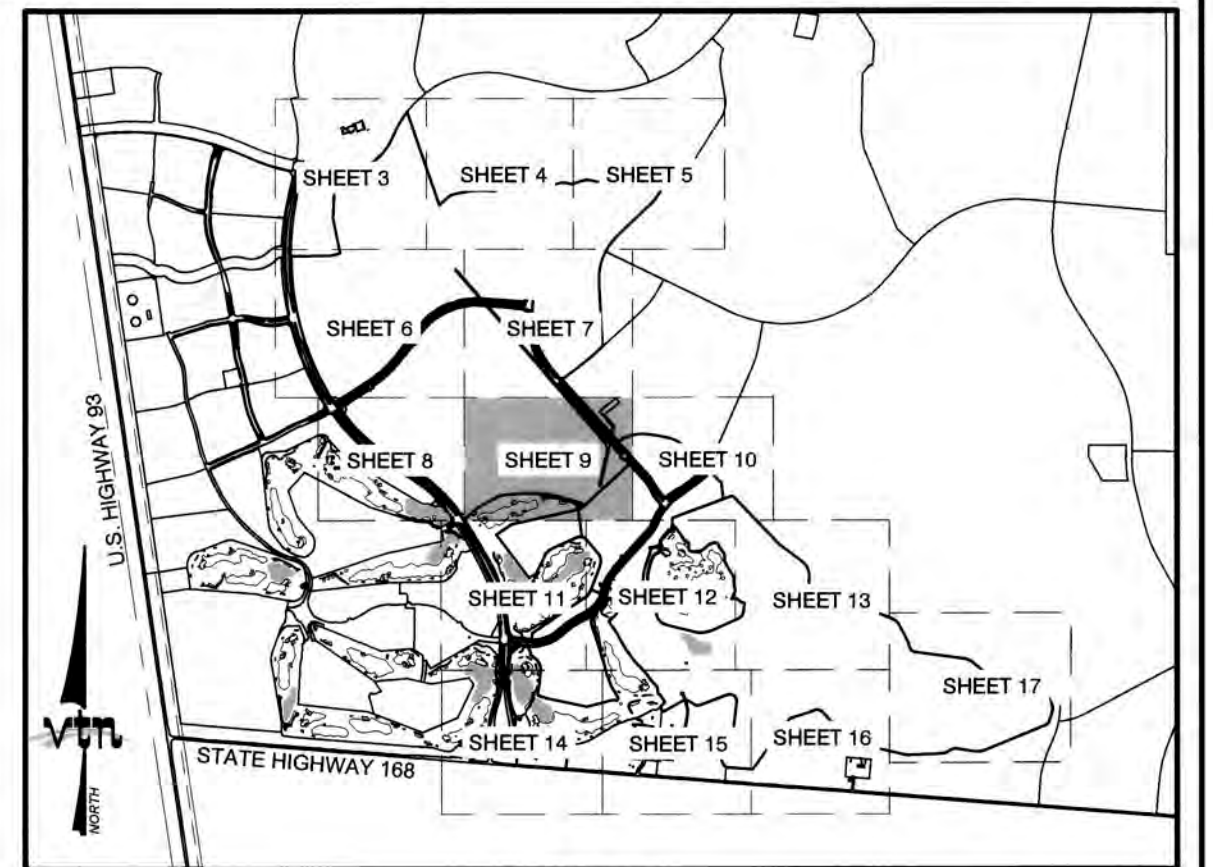 SHEET 3
SHEET 4
SHEET 5
SHEET 6
SHEET 7
U.S. HIGHWAY 93
SHEET 8
SHEET 9
SHEET 10
SHEET 11
SHEET 12
SHEET 13
SHEET 17
SHEET 14
SHEET 15
SHEET 16
STATE HIGHWAY 168
vtn
NORTH